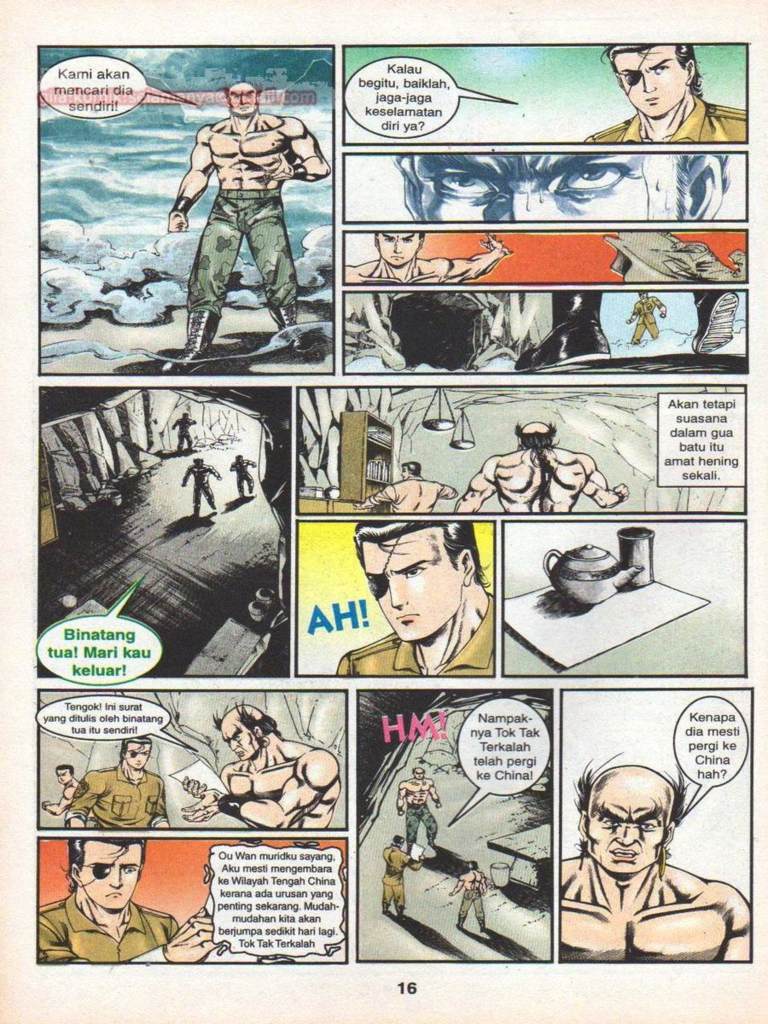 Kami akan
mencari dia
sendiri!
Kalau
begitu, baiklah,
jaga-jaga
keselamatan
diri ya?
Akan tetapi
suasana
dalam gua
batu itu
amat hening
sekali.
Binatang
tua! Mari kau
keluar!
AH!
Tengok! Ini surat
yang ditulis oleh binatang
tua itu sendiri!
Ou Wan muridku sayang,
Aku mesti mengembara
ke Wilayah Tengah China
kerana ada urusan yang
penting sekarang. Mudah-
mudahan kita akan
berjumpa sedikit hari lagi.
Tok Tak Terkalah
HM!
Nampak-
nya Tok Tak
Terkalah
telah pergi
ke China!
Kenapa
dia mesti
pergi ke
China
hah?
16